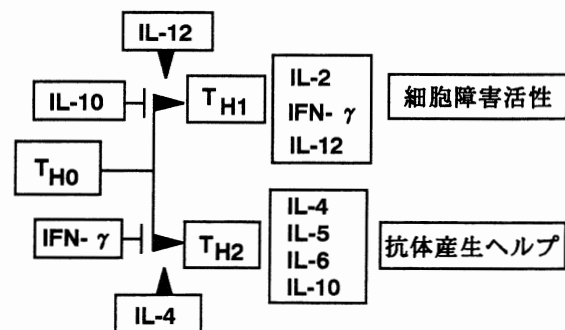 IL-12
IL-10
TH1
IL-2
IFN- γ
IL-12
細胞障害活性
TH0
IFN- γ
TH2
IL-4
IL-5
IL-6
IL-10
抗体産生ヘルプ
IL-4